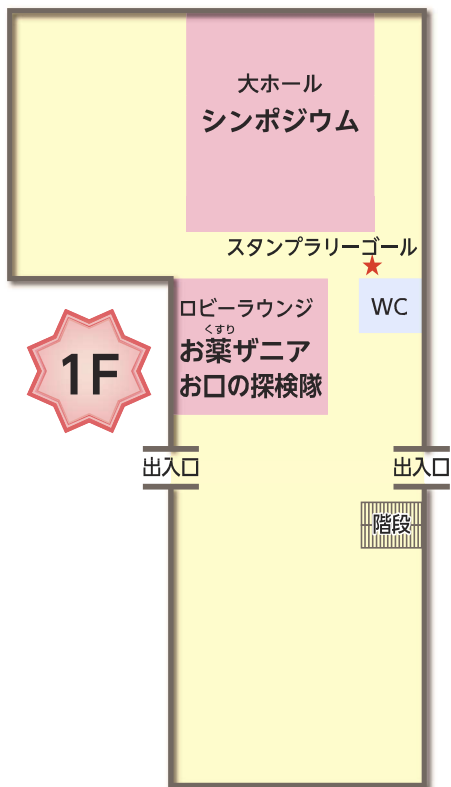 大ホール
シンポジウム
スタンプラリーゴール
★
WC
ロビーラウンジ
くすり
お薬ザニア
お口の探検隊
1F
出入口
出入口
階段